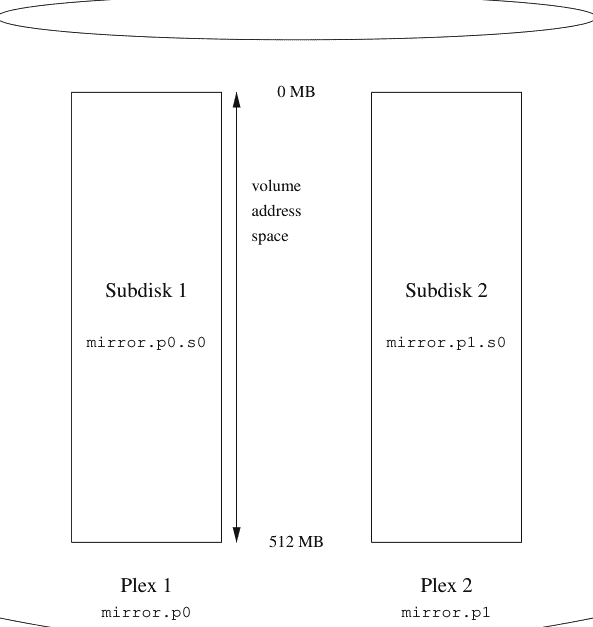 0 MB
volume
address
space
Subdisk 1
Subdisk 2
mirror.p0.s0
mirror.p1.s0
512 MB
Plex 1
Plex 2
mirror.p0
mirror.p1